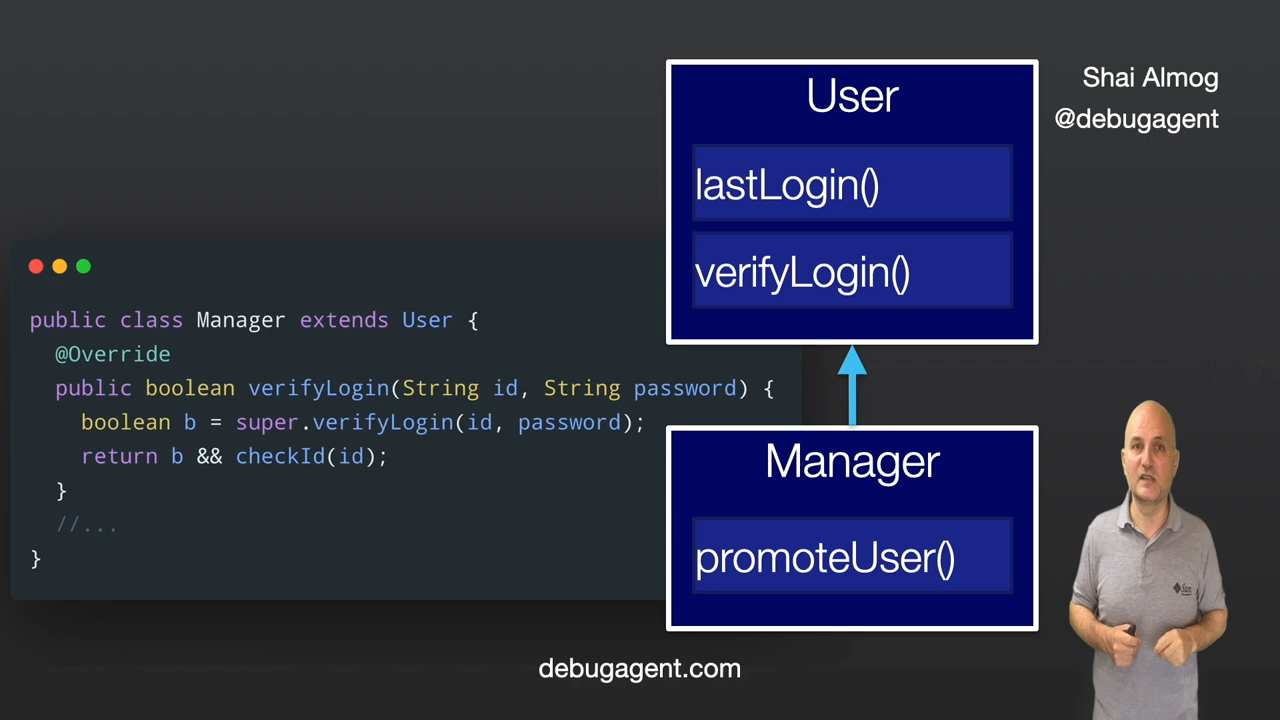 Shai Almog
@debugagent
User
lastLogin()
verifyLogin()
public class Manager extends User {
  @Override
  public boolean verifyLogin(String id, String password) {
    boolean b = super.verifyLogin(id, password);
    return b && checkId(id);
  }
  //...
}
Manager
promoteUser()
Sun
debugagent.com